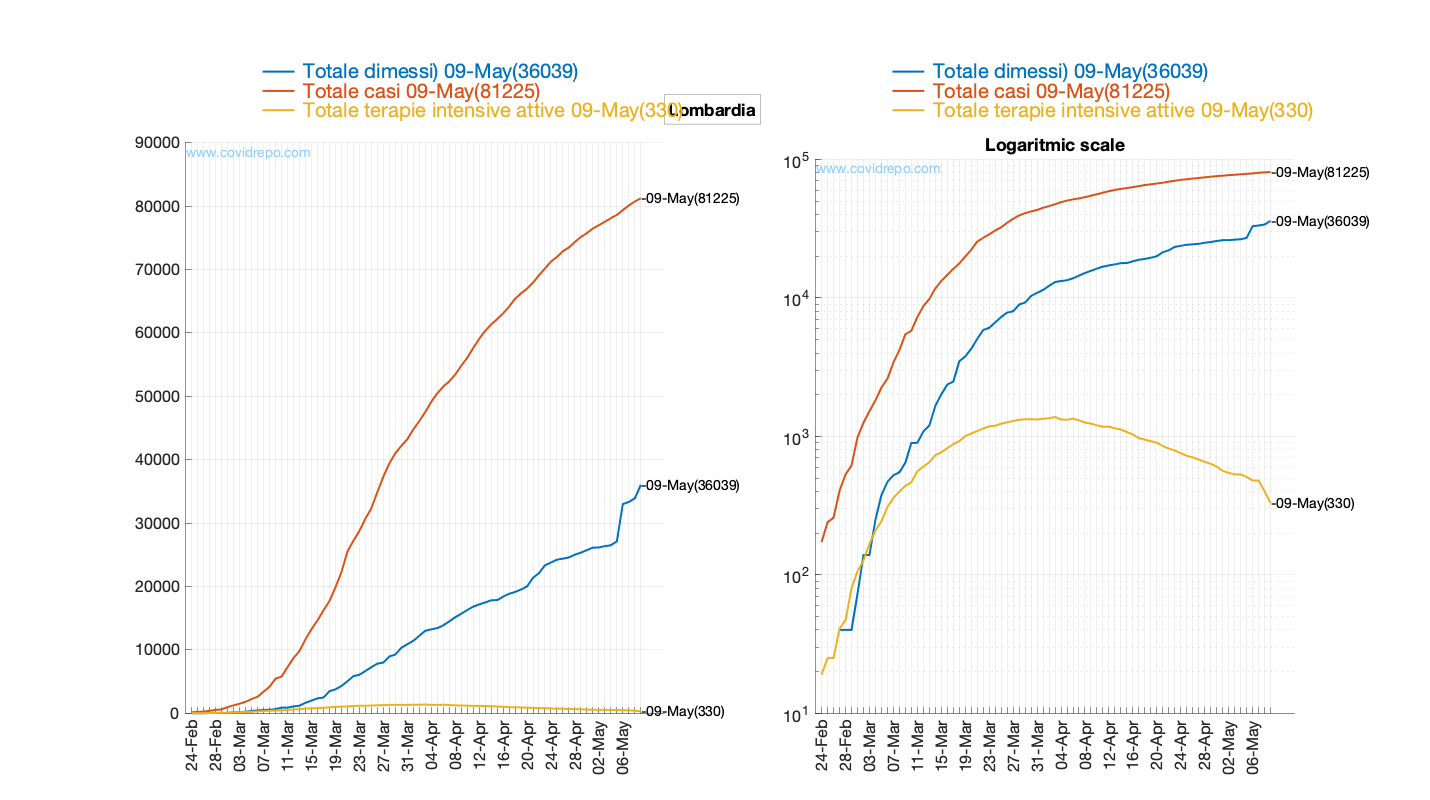 Totale dimessi) 09-May(36039)
Totale casi 09-May(81225)
Totale terapie intensive attive 09-May(330)
Lombardia
90000
80000
70000
60000
50000
40000
30000
20000
10000
0
www.covidrepo.com
-09-May(81225)
-09-May(36039)
-09-May(330)
24-Feb
28-Feb
03-Mar
07-Mar
11-Mar
15-Mar
19-Mar
23-Mar
27-Mar
31-Mar
04-Apr
08-Apr
12-Apr
16-Apr
20-Apr
24-Apr
28-Apr
02-May
06-May
Totale dimessi) 09-May(36039)
Totale casi 09-May(81225)
Totale terapie intensive attive 09-May(330)
Logaritmic scale
10^5
10^4
10^3
10^2
10^1
www.covidrepo.com
-09-May(81225)
-09-May(36039)
-09-May(330)
24-Feb
28-Feb
03-Mar
07-Mar
11-Mar
15-Mar
19-Mar
23-Mar
27-Mar
31-Mar
04-Apr
08-Apr
12-Apr
16-Apr
20-Apr
24-Apr
28-Apr
02-May
06-May